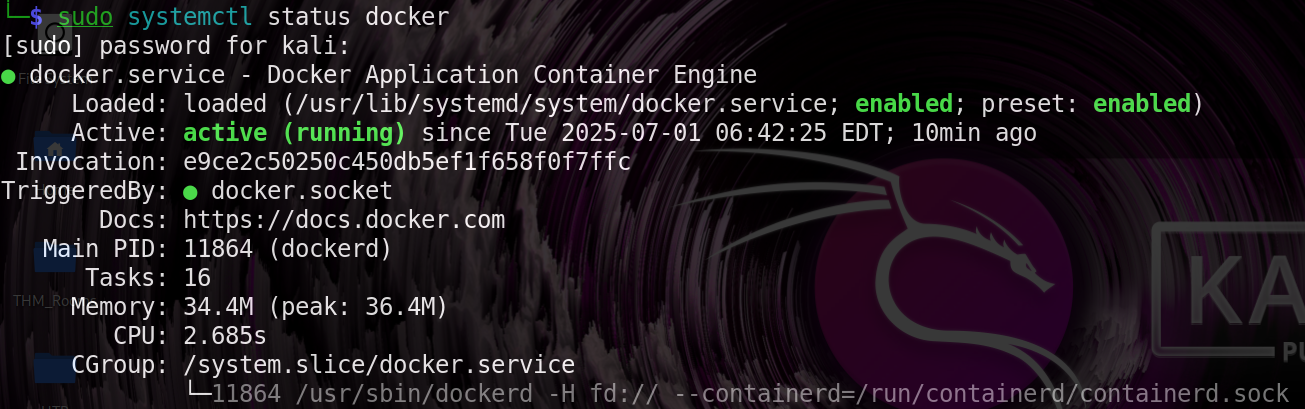 └─$ sudo systemctl status docker
[sudo] password for kali:
● docker.service - Docker Application Container Engine
Loaded: loaded (/usr/lib/systemd/system/docker.service; enabled; preset: enabled)
Active: active (running) since Tue 2025-07-01 06:42:25 EDT; 10min ago
Invocation: e9ce2c50250c450db5ef1f658f0f7ffc
TriggeredBy: ● docker.socket
Docs: https://docs.docker.com
Main PID: 11864 (dockerd)
Tasks: 16
Memory: 34.4M (peak: 36.4M)
CPU: 2.685s
CGroup: /system.slice/docker.service
└─11864 /usr/sbin/dockerd -H fd:// --containerd=/run/containerd/containerd.sock
KA